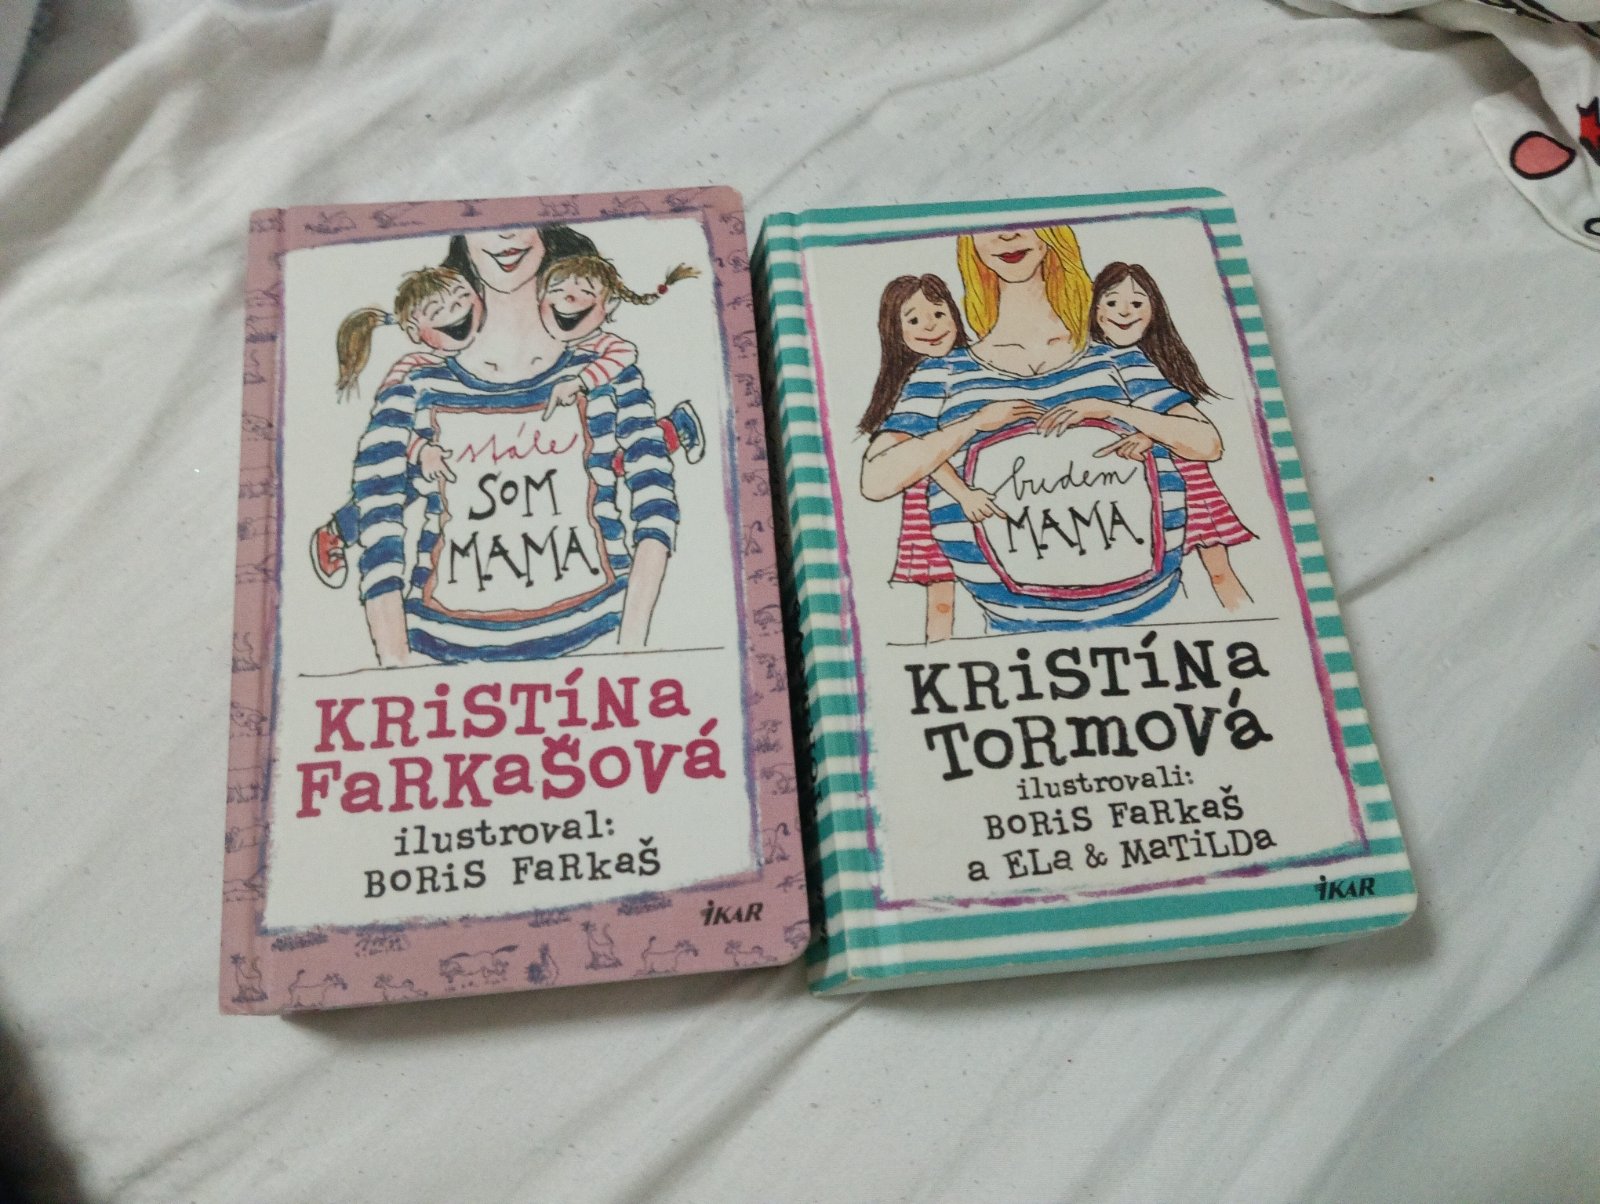 stále
SOM
MAMA
KRiSTÍNa
FaRKaŠOVÁ
ilustroval:
BORiS FaRKaŠ
iKAR
budem
MAMA
KRiSTÍNa
TORmOVÁ
ilustrovali:
BORiS FaRKaŠ
a ELa & MaTiLDa
iKAR